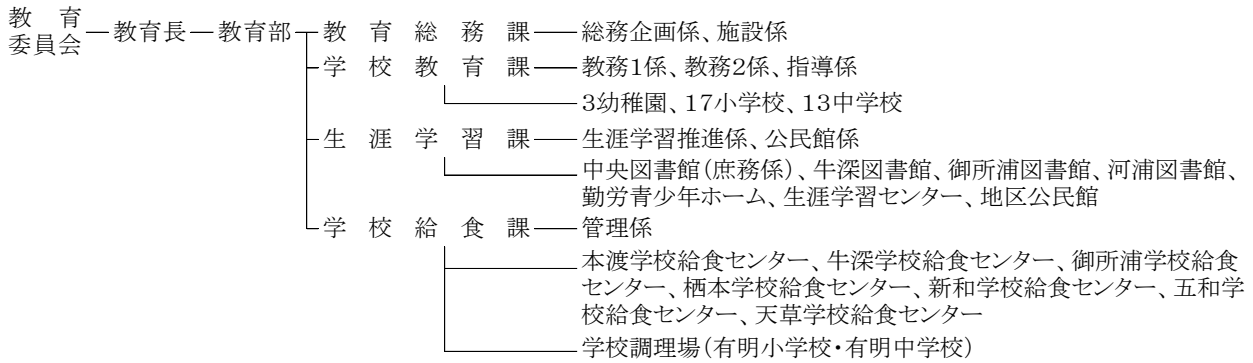 教育
委員会
教育長
教育部
教育総務課
総務企画係、施設係
学校教育課
教務1係、教務2係、指導係
3幼稚園、17小学校、13中学校
生涯学習課
生涯学習推進係、公民館係
中央図書館(庶務係)、牛深図書館、御所浦図書館、河浦図書館、
勤労青少年ホーム、生涯学習センター、地区公民館
学校給食課
管理係
本渡学校給食センター、牛深学校給食センター、御所浦学校給食
センター、栖本学校給食センター、新和学校給食センター、五和学
校給食センター、天草学校給食センター
学校調理場(有明小学校・有明中学校)